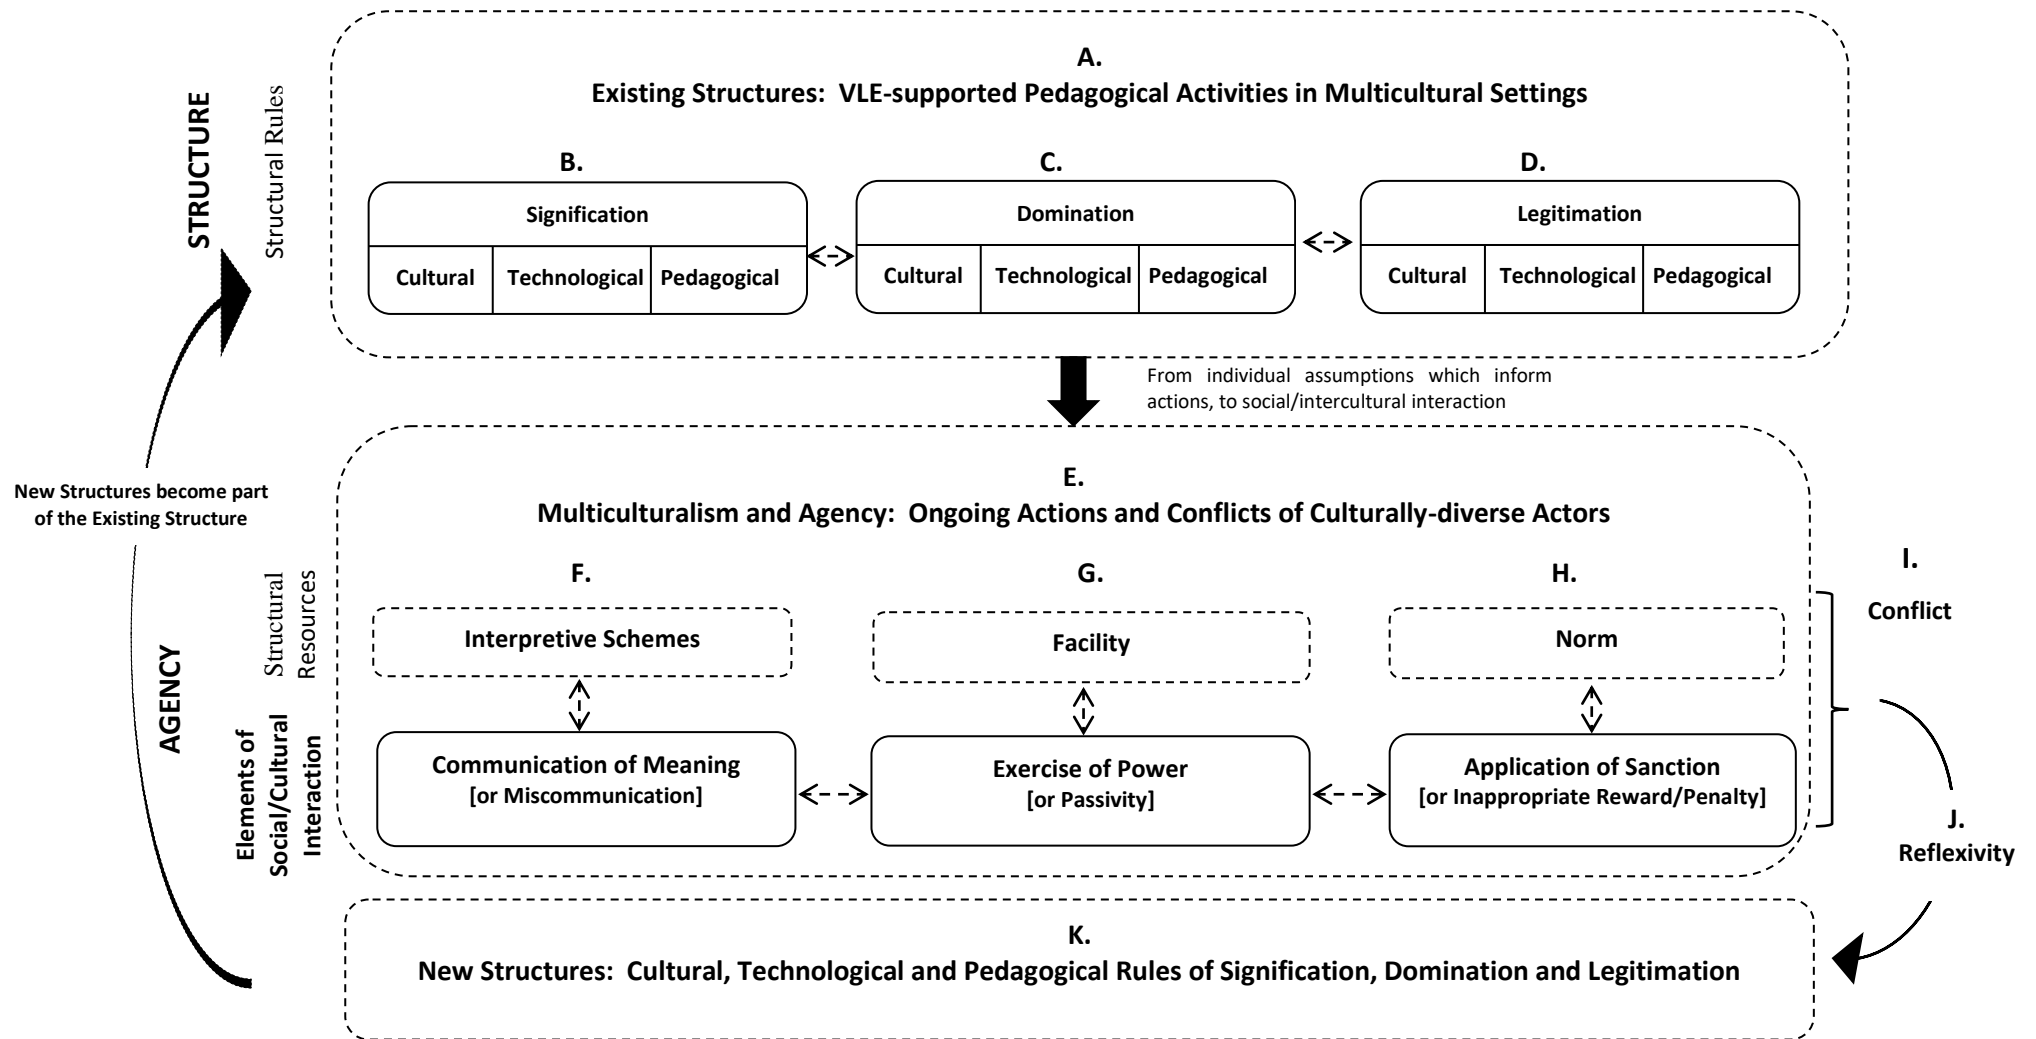 A.
Existing Structures: VLE-supported Pedagogical Activities in Multicultural Settings
STRUCTURE
Structural Rules
B.
C.
D.
Signification
Cultural
Technological
Pedagogical
Domination
Cultural
Technological
Pedagogical
Legitimation
Cultural
Technological
Pedagogical
From individual assumptions which inform
actions, to social/intercultural interaction
New Structures become part
of the Existing Structure
E.
Multiculturalism and Agency: Ongoing Actions and Conflicts of Culturally-diverse Actors
AGENCY
Structural
Resources
F.
G.
H.
Interpretive Schemes
Facility
Norm
I.
Conflict
Elements of
Social/Cultural
Interaction
Communication of Meaning
[or Miscommunication]
Exercise of Power
[or Passivity]
Application of Sanction
[or Inappropriate Reward/Penalty]
J.
Reflexivity
K.
New Structures: Cultural, Technological and Pedagogical Rules of Signification, Domination and Legitimation